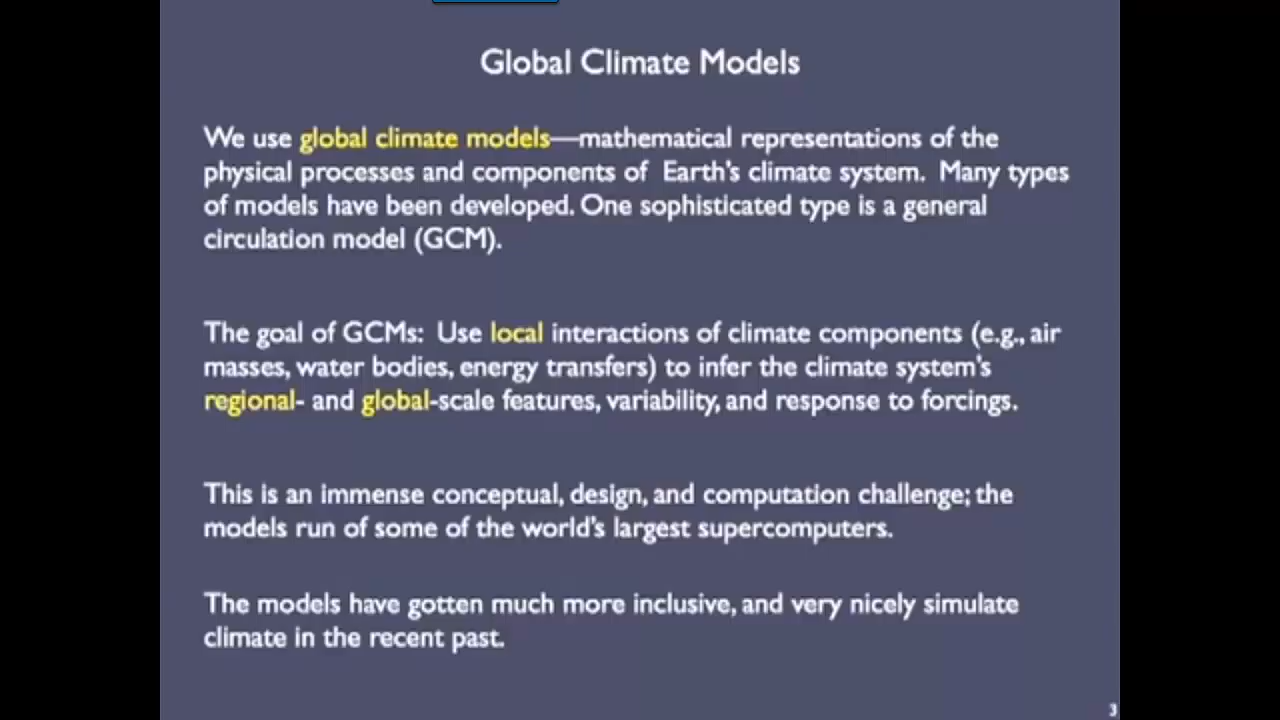 Global Climate Models
We use global climate models—mathematical representations of the
physical processes and components of Earth's climate system. Many types
of models have been developed. One sophisticated type is a general
circulation model (GCM).
The goal of GCMs: Use local interactions of climate components (e.g., air
masses, water bodies, energy transfers) to infer the climate system's
regional- and global-scale features, variability, and response to forcings.
This is an immense conceptual, design, and computation challenge; the
models run of some of the world's largest supercomputers.
The models have gotten much more inclusive, and very nicely simulate
climate in the recent past.
3